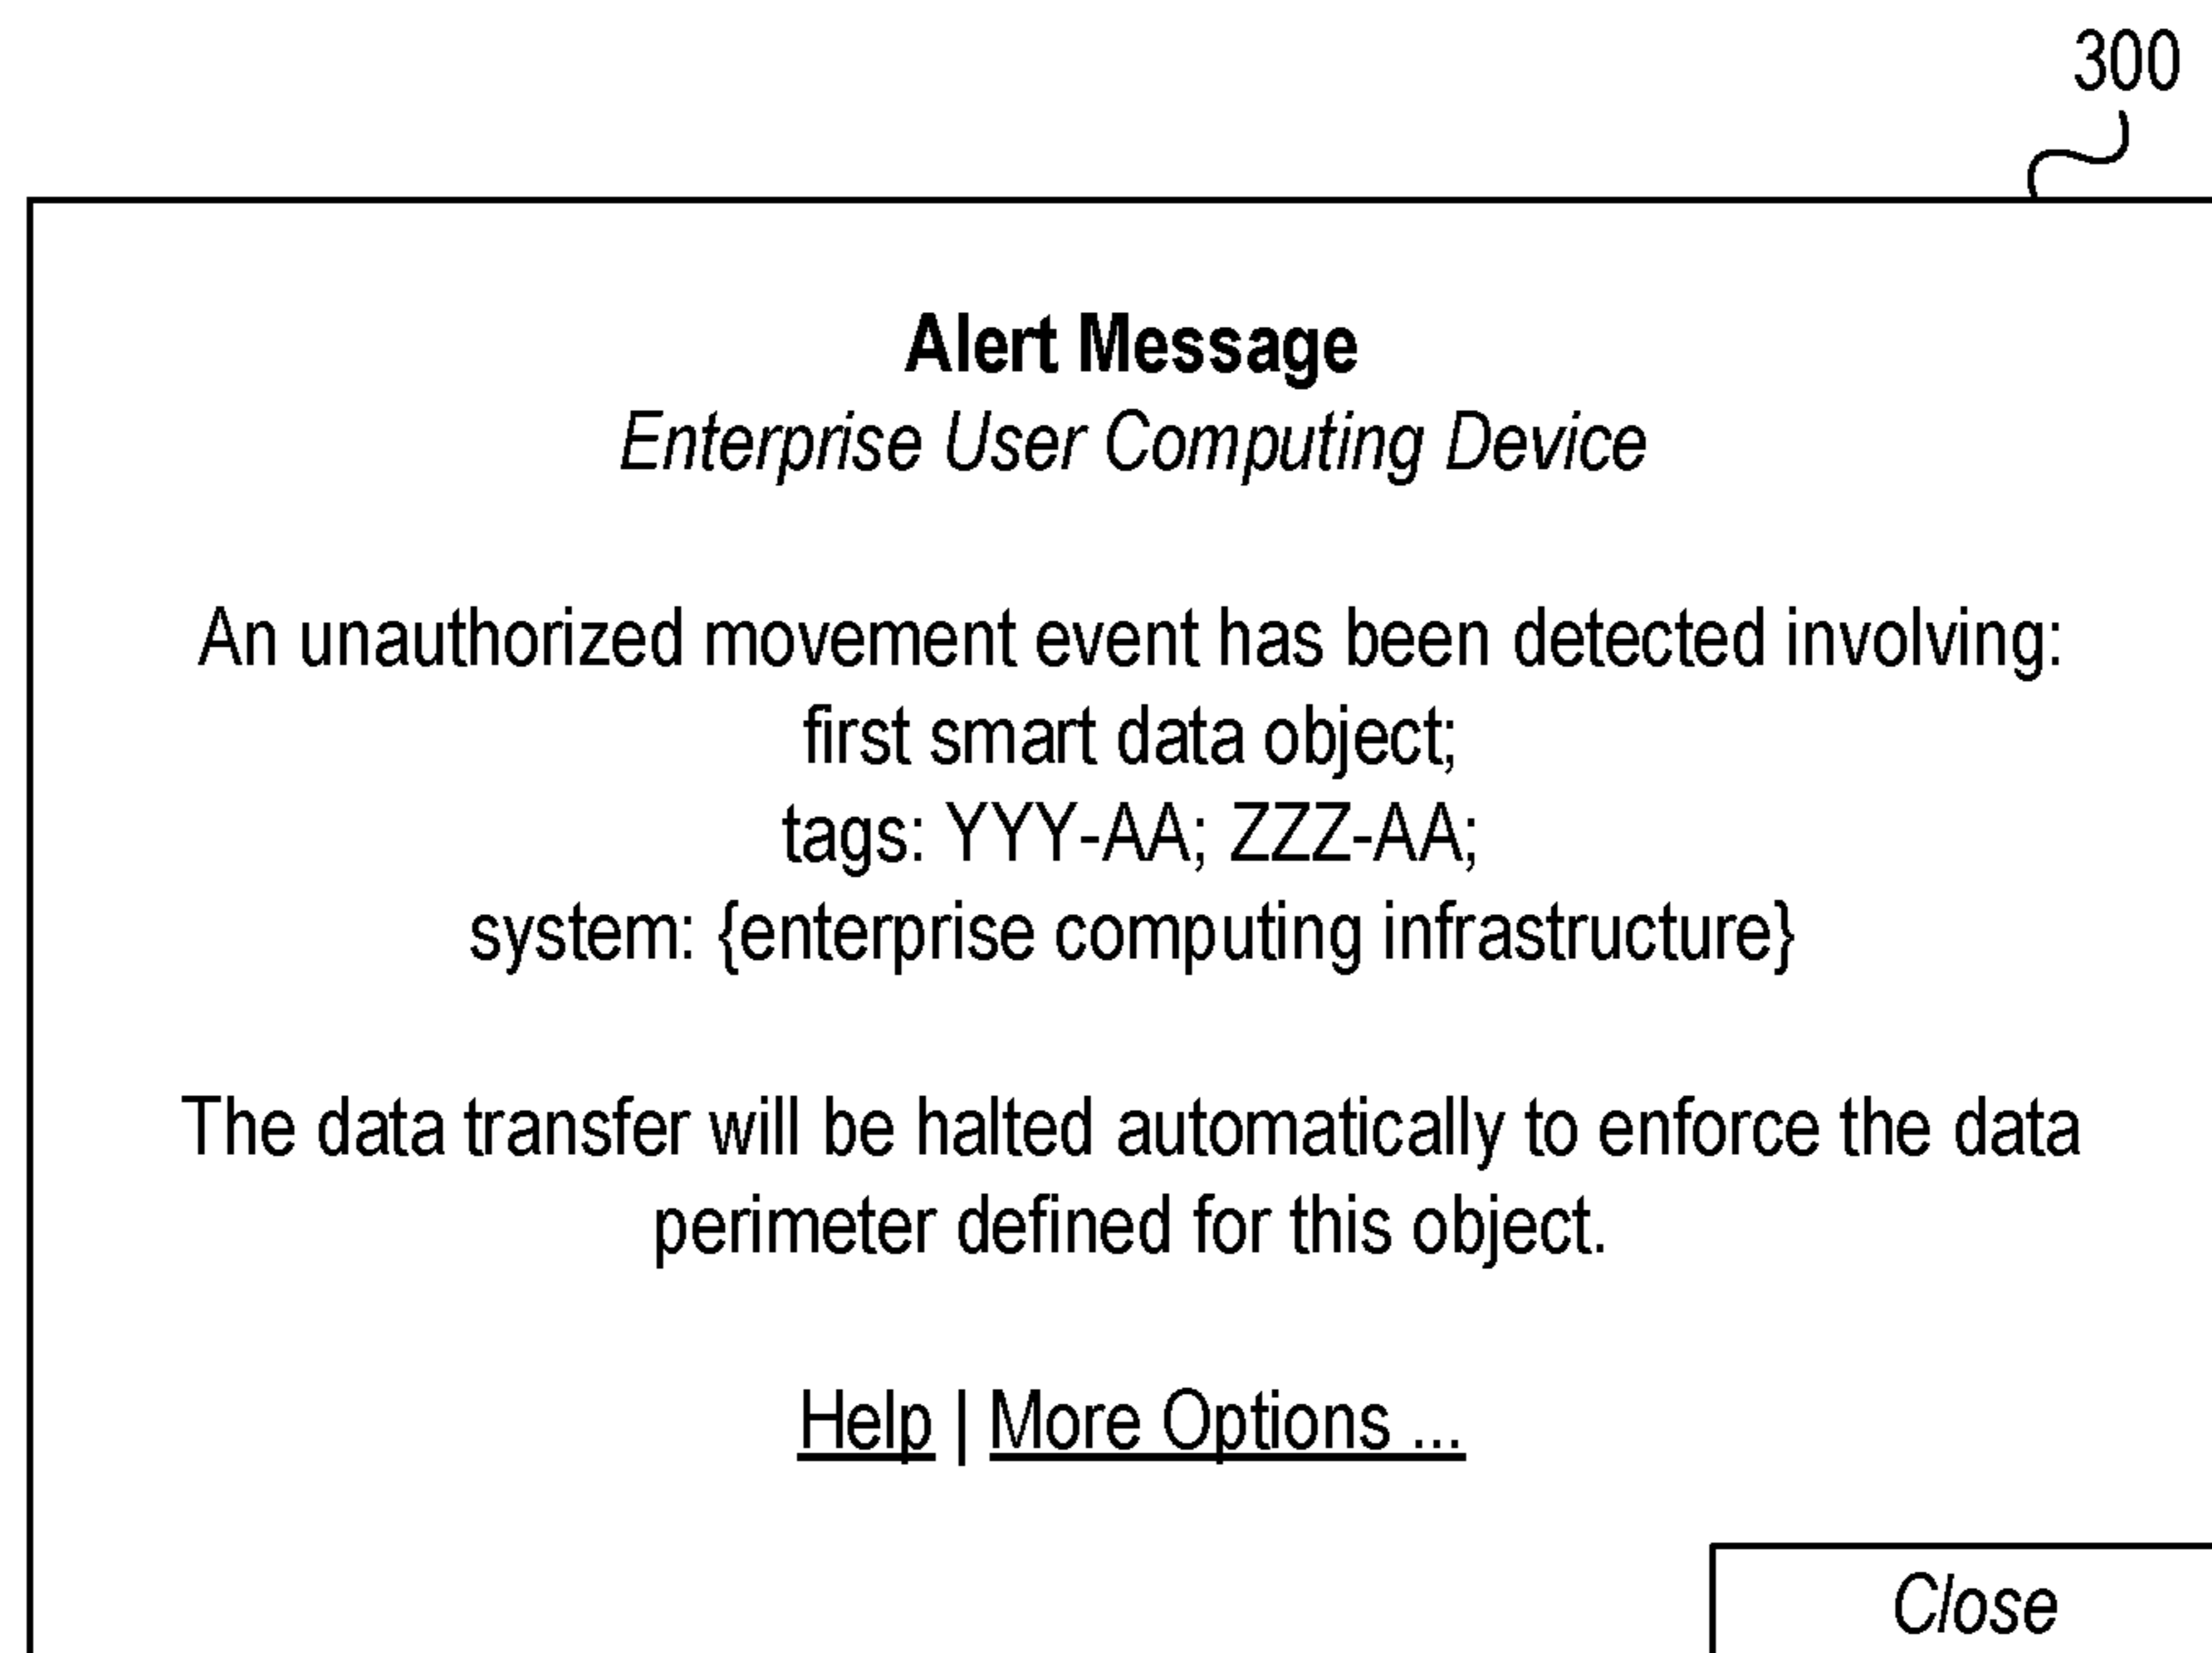 300
Alert Message
Enterprise User Computing Device
An unauthorized movement event has been detected involving:
first smart data object;
tags: YYY-AA; ZZZ-AA;
system: {enterprise computing infrastructure}
The data transfer will be halted automatically to enforce the data
perimeter defined for this object.
Help | More Options ...
Close